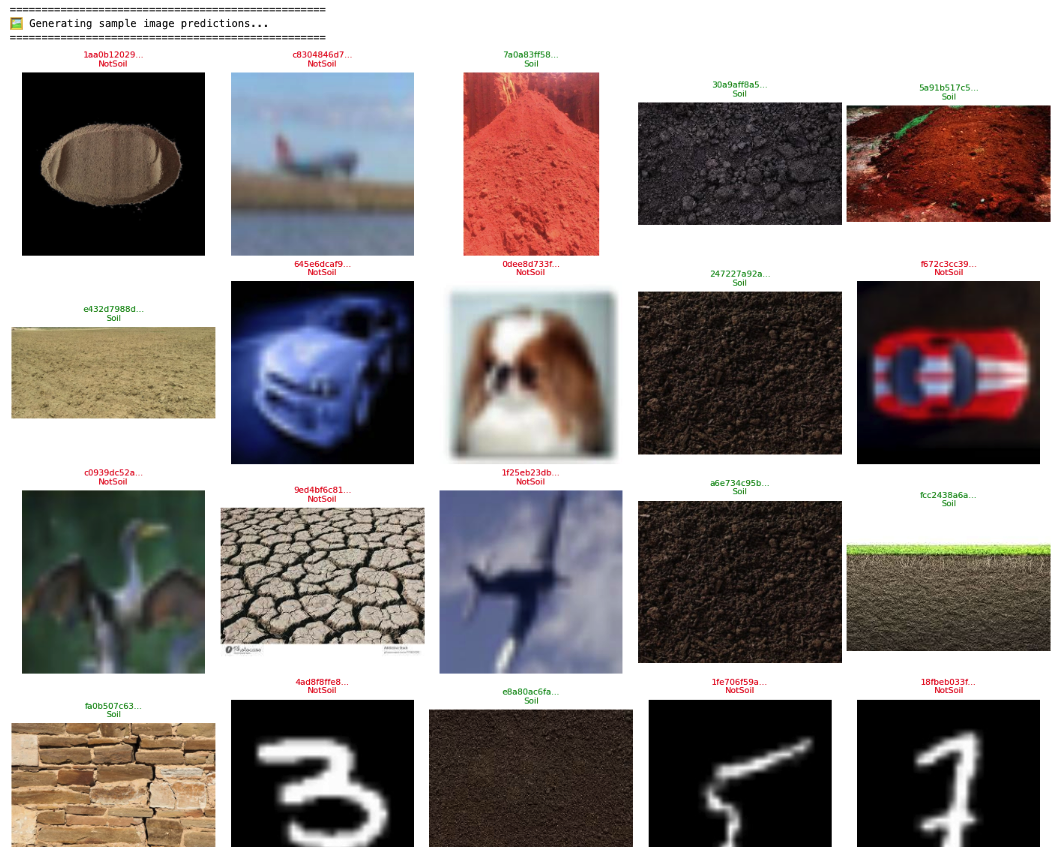 ==================================================
🖼️ Generating sample image predictions...
==================================================
1aa0b12029...
NotSoil
c8304846d7...
NotSoil
7a0a83ff58...
Soil
30a9aff8a5...
Soil
5a91b517c5...
Soil
e432d7988d...
Soil
645e6dcaf9...
NotSoil
0dee8d733f...
NotSoil
247227a92a...
Soil
f672c3cc39...
NotSoil
c0939dc52a...
NotSoil
9ed4bf6c81...
NotSoil
1f25eb23db...
NotSoil
a6e734c95b...
Soil
fcc2438a6a...
Soil
fa0b507c63...
Soil
4ad8f8ffe8...
NotSoil
3
e8a80ac6fa...
Soil
1fe706f59a...
NotSoil
18fbeb033f...
NotSoil